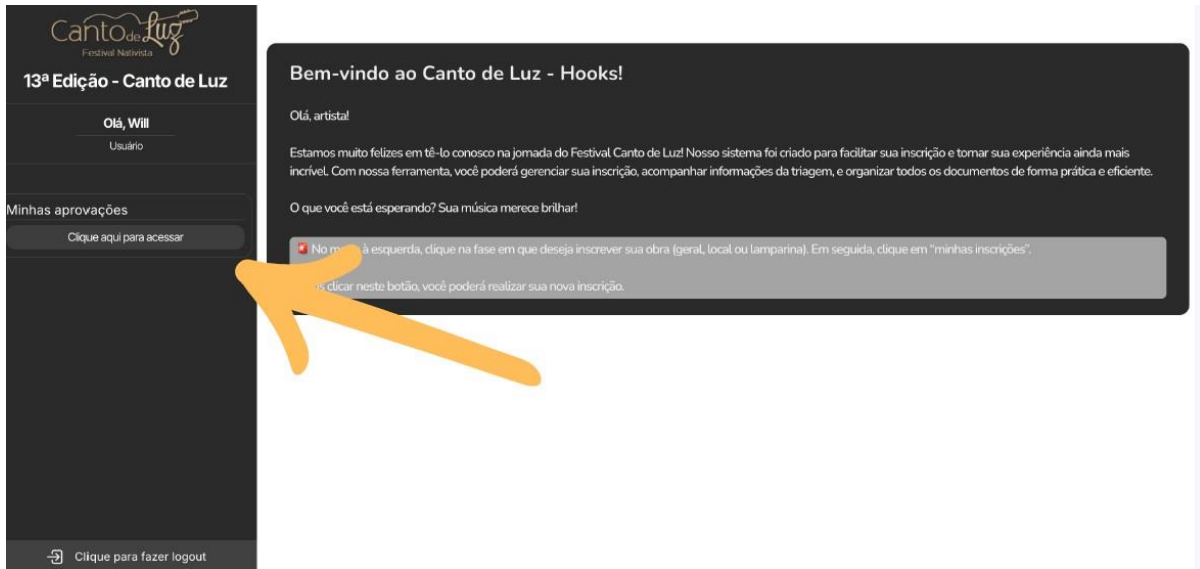 Canto de Luz
Festival Nativista
13ª Edição - Canto de Luz
Olá, Will
Usuário
Minhas aprovações
Clique aqui para acessar
Clique para fazer logout
Bem-vindo ao Canto de Luz - Hooks!
Olá, artista!
Estamos muito felizes em tê-lo conosco na jornada do Festival Canto de Luz! Nosso sistema foi criado para facilitar sua inscrição e tornar sua experiência ainda mais
incrível. Com nossa ferramenta, você poderá gerenciar sua inscrição, acompanhar informações da triagem, e organizar todos os documentos de forma prática e eficiente.
O que você está esperando? Sua música merece brilhar!
No à esquerda, clique na fase em que deseja inscrever sua obra (geral, local ou lamparina). Em seguida, clique em “minhas inscrições”.
clicar neste botão, você poderá realizar sua nova inscrição.